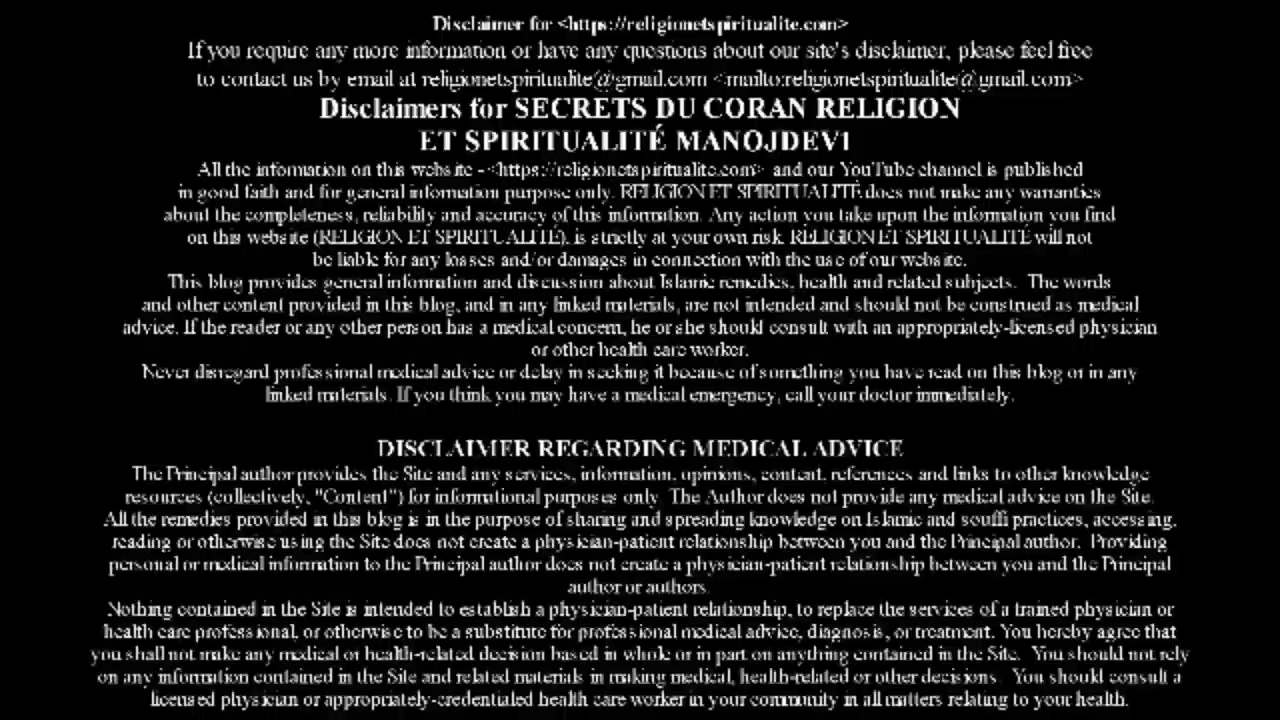 Disclaimer for <https://religionetspiritualite.com>
If you require any more information or have any questions about our site's disclaimer, please feel free
to contact us by email at religionetspiritualite@gmail.com <mailto:religionetspiritualite@gmail.com>
Disclaimers for SECRETS DU CORAN RELIGION
ET SPIRITUALITÉ MANOJDEV1
All the information on this website - <https://religionetspiritualite.com> and our YouTube channel is published
in good faith and for general information purpose only. RELIGION ET SPIRITUALITÉ does not make any warranties
about the completeness, reliability and accuracy of this information. Any action you take upon the information you find
on this website (RELIGION ET SPIRITUALITÉ), is strictly at your own risk. RELIGION ET SPIRITUALITÉ will not
be liable for any losses and/or damages in connection with the use of our website.
This blog provides general information and discussion about Islamic remedies, health and related subjects. The words
and other content provided in this blog, and in any linked materials, are not intended and should not be construed as medical
advice. If the reader or any other person has a medical concern, he or she should consult with an appropriately-licensed physician
or other health care worker.
Never disregard professional medical advice or delay in seeking it because of something you have read on this blog or in any
linked materials. If you think you may have a medical emergency, call your doctor immediately.
DISCLAIMER REGARDING MEDICAL ADVICE
The Principal author provides the Site and any services, information, opinions, content, references and links to other knowledge
resources (collectively, "Content") for informational purposes only. The Author does not provide any medical advice on the Site.
All the remedies provided in this blog is in the purpose of sharing and spreading knowledge on Islamic and souffi practices, accessing,
reading or otherwise using the Site does not create a physician-patient relationship between you and the Principal author. Providing
personal or medical information to the Principal author does not create a physician-patient relationship between you and the Principal
author or authors.
Nothing contained in the Site is intended to establish a physician-patient relationship, to replace the services of a trained physician or
health care professional, or otherwise to be a substitute for professional medical advice, diagnosis, or treatment. You hereby agree that
you shall not make any medical or health-related decision based in whole or in part on anything contained in the Site. You should not rely
on any information contained in the Site and related materials in making medical, health-related or other decisions. You should consult a
licensed physician or appropriately-credentialed health care worker in your community in all matters relating to your health.